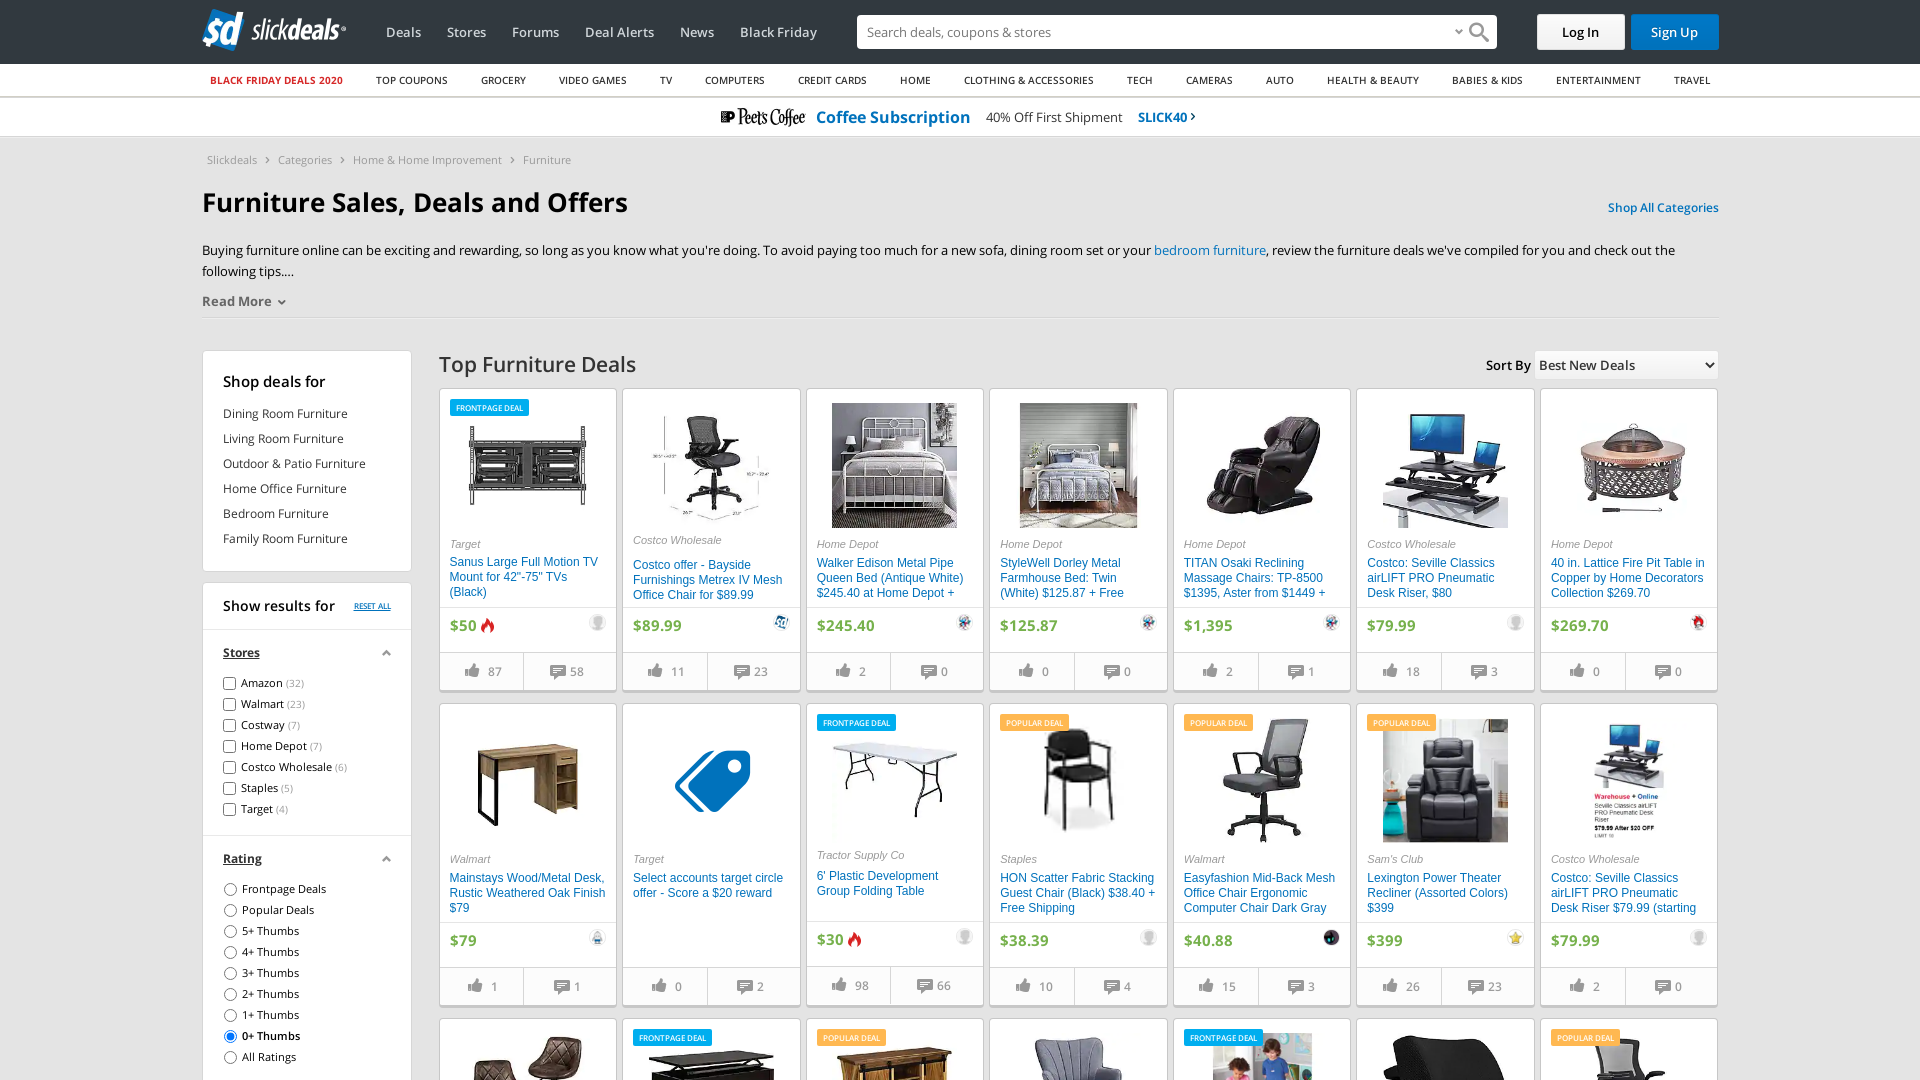 sd slickdeals
Deals
Stores
Forums
Deal Alerts
News
Black Friday
Search deals, coupons & stores
Log In
Sign Up
BLACK FRIDAY DEALS 2020
TOP COUPONS
GROCERY
VIDEO GAMES
TV
COMPUTERS
CREDIT CARDS
HOME
CLOTHING & ACCESSORIES
TECH
CAMERAS
AUTO
HEALTH & BEAUTY
BABIES & KIDS
ENTERTAINMENT
TRAVEL
Peet's Coffee Coffee Subscription 40% Off First Shipment SLICK40
Slickdeals > Categories > Home & Home Improvement > Furniture
Furniture Sales, Deals and Offers
Shop All Categories
Buying furniture online can be exciting and rewarding, so long as you know what you're doing. To avoid paying too much for a new sofa, dining room set or your bedroom furniture, review the furniture deals we've compiled for you and check out the
following tips....
Read More
Shop deals for
Dining Room Furniture
Living Room Furniture
Outdoor & Patio Furniture
Home Office Furniture
Bedroom Furniture
Family Room Furniture
Show results for RESET ALL
Stores
Amazon (32)
Walmart (23)
Costway (7)
Home Depot (7)
Costco Wholesale (6)
Staples (5)
Target (4)
Rating
Frontpage Deals
Popular Deals
5+ Thumbs
4+ Thumbs
3+ Thumbs
2+ Thumbs
1+ Thumbs
0+ Thumbs
All Ratings
Top Furniture Deals
Sort By Best New Deals
FRONTPAGE DEAL
Target
Sanus Large Full Motion TV
Mount for 42"-75" TVs
(Black)
$50
87 58
Costco Wholesale
Costco offer - Bayside
Furnishings Metrex IV Mesh
Office Chair for $89.99
$89.99
11 23
Home Depot
Walker Edison Metal Pipe
Queen Bed (Antique White)
$245.40 at Home Depot +
$245.40
2 0
Home Depot
StyleWell Dorley Metal
Farmhouse Bed: Twin
(White) $125.87 + Free
$125.87
0 0
Home Depot
TITAN Osaki Reclining
Massage Chairs: TP-8500
$1395, Aster from $1449 +
$1,395
2 1
Costco Wholesale
Costco: Seville Classics
airLIFT PRO Pneumatic
Desk Riser, $80
$79.99
18 3
Home Depot
40 in. Lattice Fire Pit Table in
Copper by Home Decorators
Collection $269.70
$269.70
0 0
Walmart
Mainstays Wood/Metal Desk,
Rustic Weathered Oak Finish
$79
$79
1 1
Target
Select accounts target circle
offer - Score a $20 reward
0 2
FRONTPAGE DEAL
Tractor Supply Co
6' Plastic Development
Group Folding Table
$30
98 66
POPULAR DEAL
Staples
HON Scatter Fabric Stacking
Guest Chair (Black) $38.40 +
Free Shipping
$38.39
10 4
POPULAR DEAL
Walmart
Easyfashion Mid-Back Mesh
Office Chair Ergonomic
Computer Chair Dark Gray
$40.88
15 3
POPULAR DEAL
Sam's Club
Lexington Power Theater
Recliner (Assorted Colors)
$399
$399
26 23
Warehouse + Online
Seville Classics airLIFT
PRO Pneumatic Desk
Riser
$79.99 After $20 OFF
Costco Wholesale
Costco: Seville Classics
airLIFT PRO Pneumatic
Desk Riser $79.99 (starting
$79.99
2 0
FRONTPAGE DEAL
POPULAR DEAL
FRONTPAGE DEAL
POPULAR DEAL